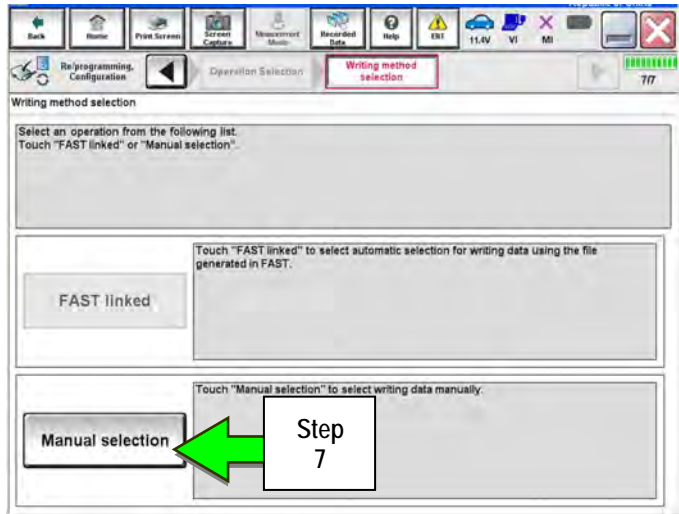 Back
Home
Print Screen
Screen
Capture
Measurement
Mode
Recorded
Data
Help
ERT
11.4V
VI
MI
Re/programming,
Configuration
Operation Selection
Writing method
selection
7/7
Writing method selection
Select an operation from the following list.
Touch "FAST linked" or "Manual selection".
FAST linked
Touch "FAST linked" to select automatic selection for writing data using the file
generated in FAST.
Manual selection
Touch "Manual selection" to select writing data manually.
Step
7